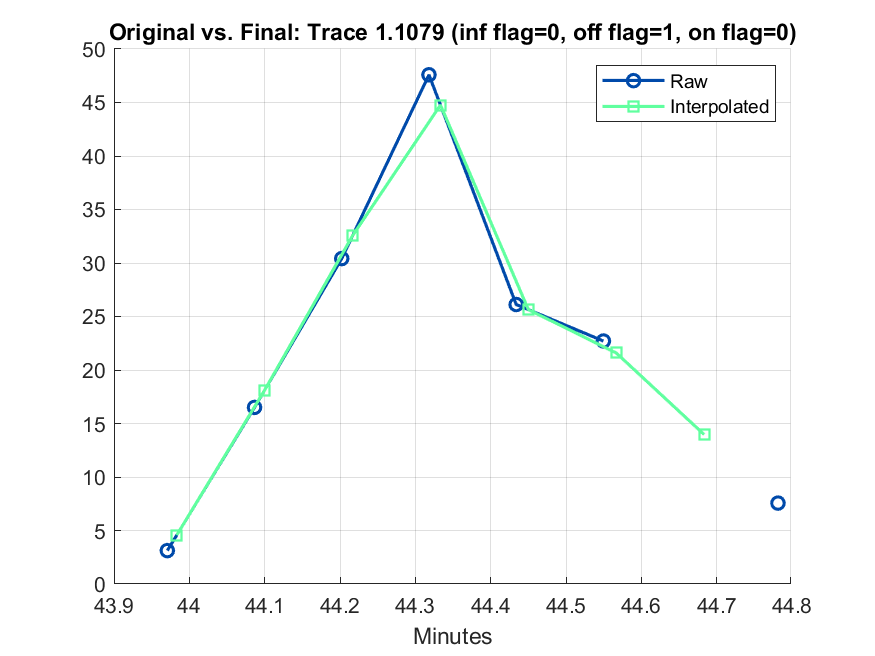 Original vs. Final: Trace 1.1079 (inf flag=0, off flag=1, on flag=0)
50
45
40
35
30
25
20
15
10
5
0
Raw
Interpolated
43.9 44 44.1 44.2 44.3 44.4 44.5 44.6 44.7 44.8
Minutes